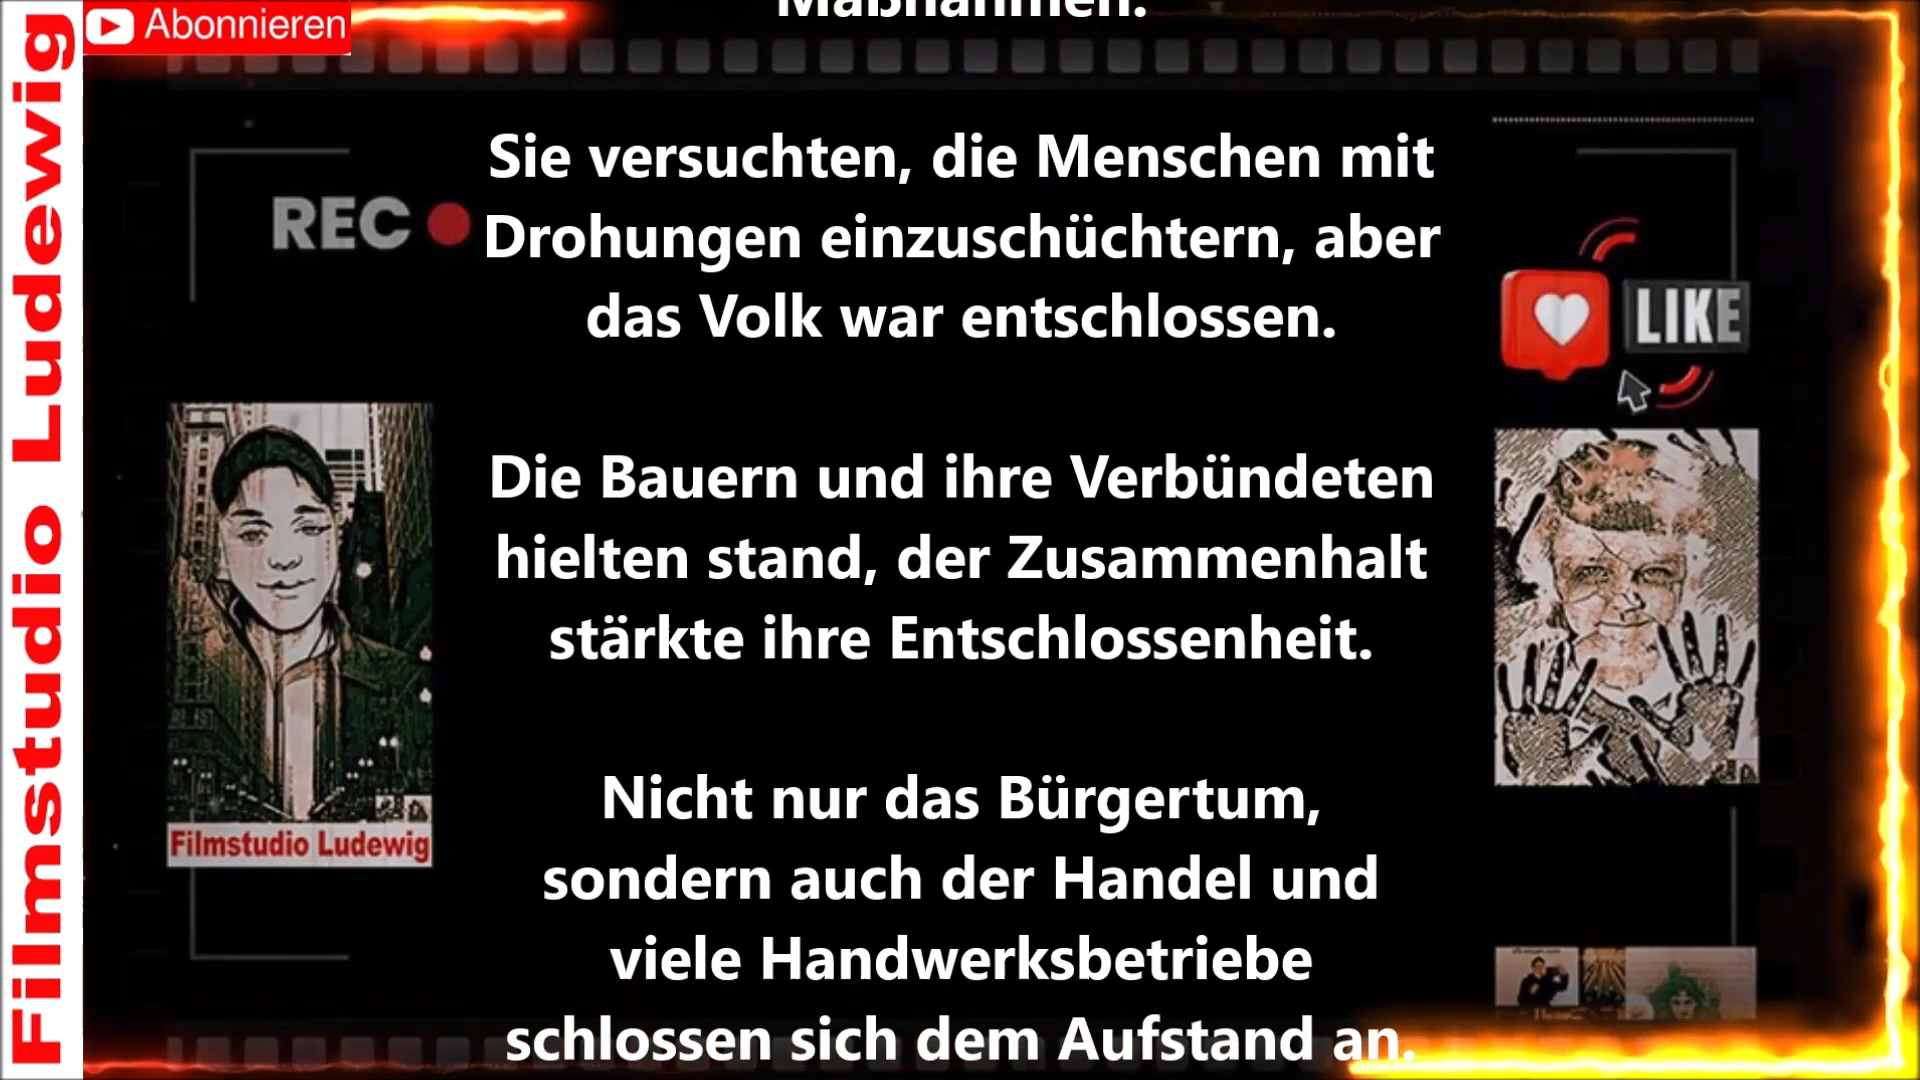 Filmstudio Ludewig
Abonnieren
Maßnahmen.
REC
Sie versuchten, die Menschen mit
Drohungen einzuschüchtern, aber
das Volk war entschlossen.
LIKE
Die Bauern und ihre Verbündeten
hielten stand, der Zusammenhalt
stärkte ihre Entschlossenheit.
Filmstudio Ludewig
Nicht nur das Bürgertum,
sondern auch der Handel und
viele Handwerksbetriebe
schlossen sich dem Aufstand an.